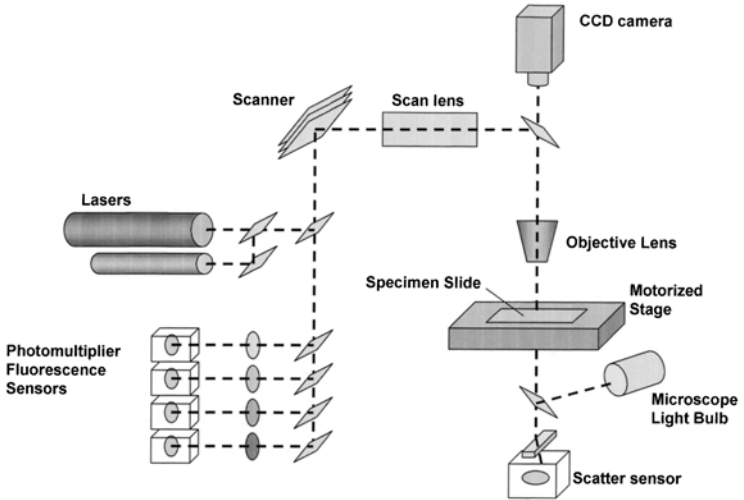 CCD camera
Scanner
Scan lens
Lasers
Objective Lens
Specimen Slide
Motorized
Stage
Photomultiplier
Fluorescence
Sensors
Microscope
Light Bulb
Scatter sensor